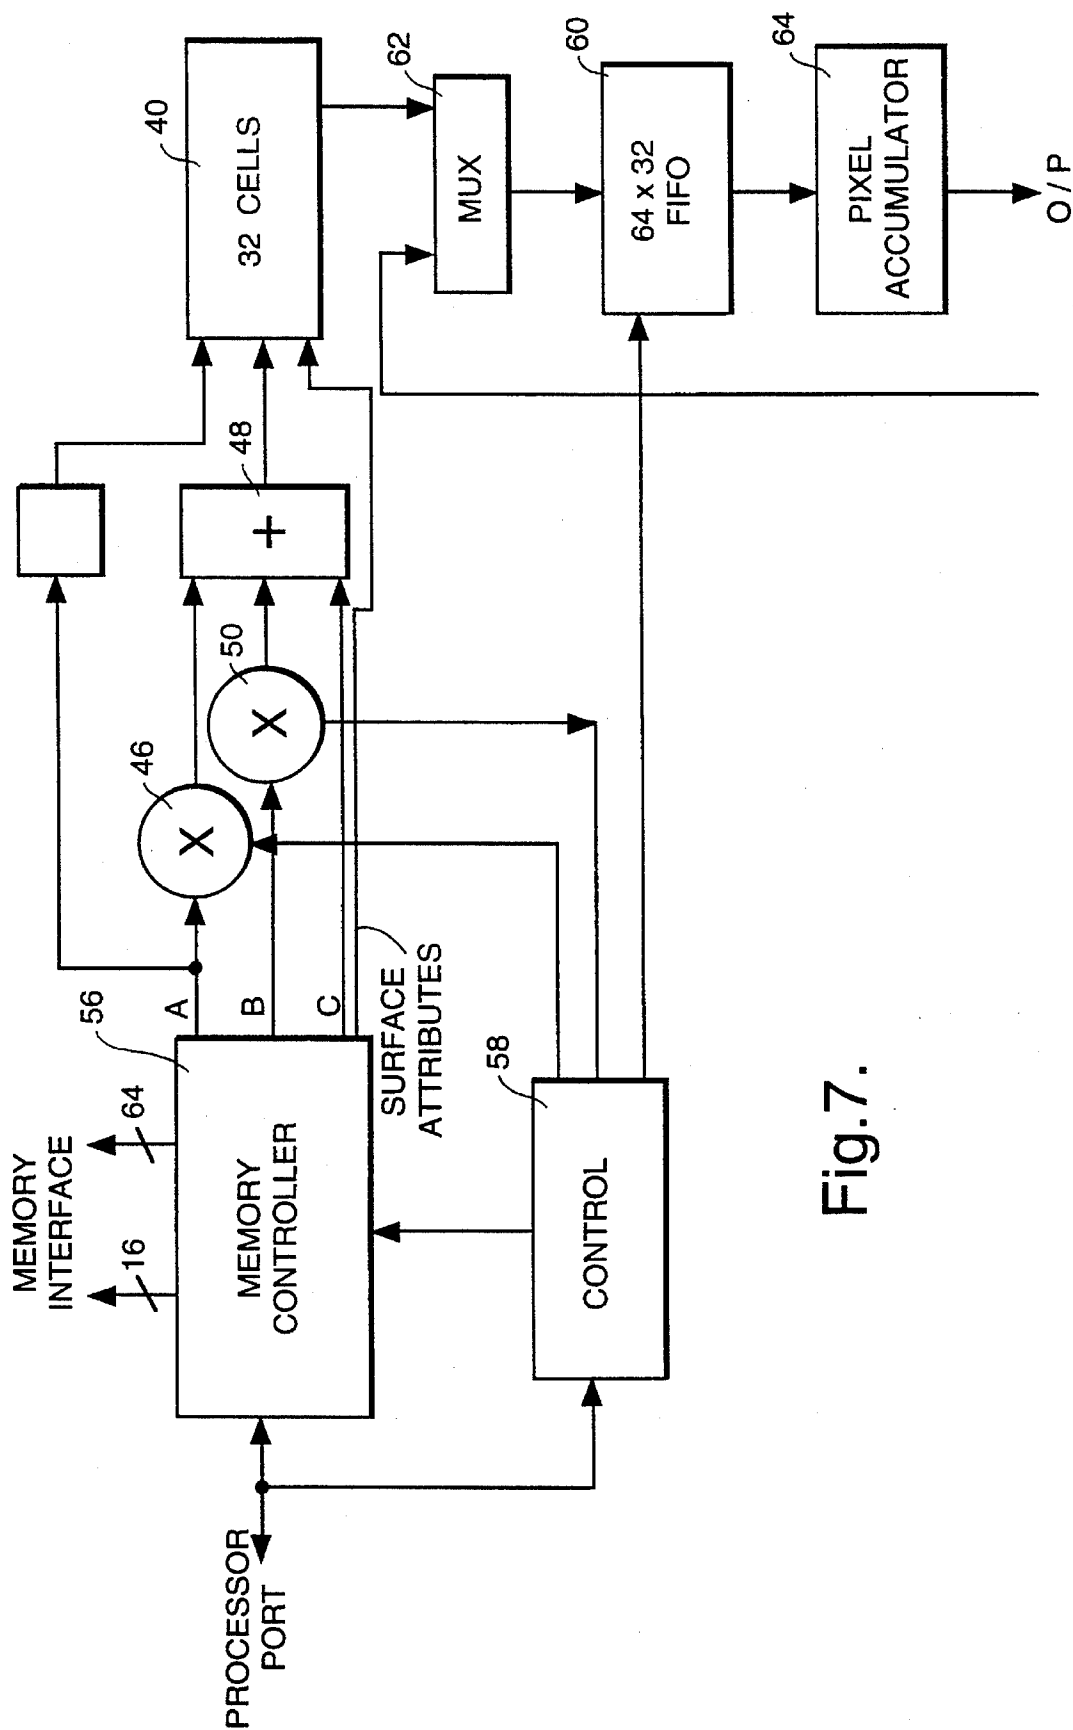 MEMORY
INTERFACE
16
64
56
PROCESSOR
PORT
MEMORY
CONTROLLER
A
B
C
SURFACE
ATTRIBUTES
46
X
50
X
48
+
40
32 CELLS
62
MUX
58
CONTROL
60
64 x 32
FIFO
64
PIXEL
ACCUMULATOR
O / P
Fig.7.